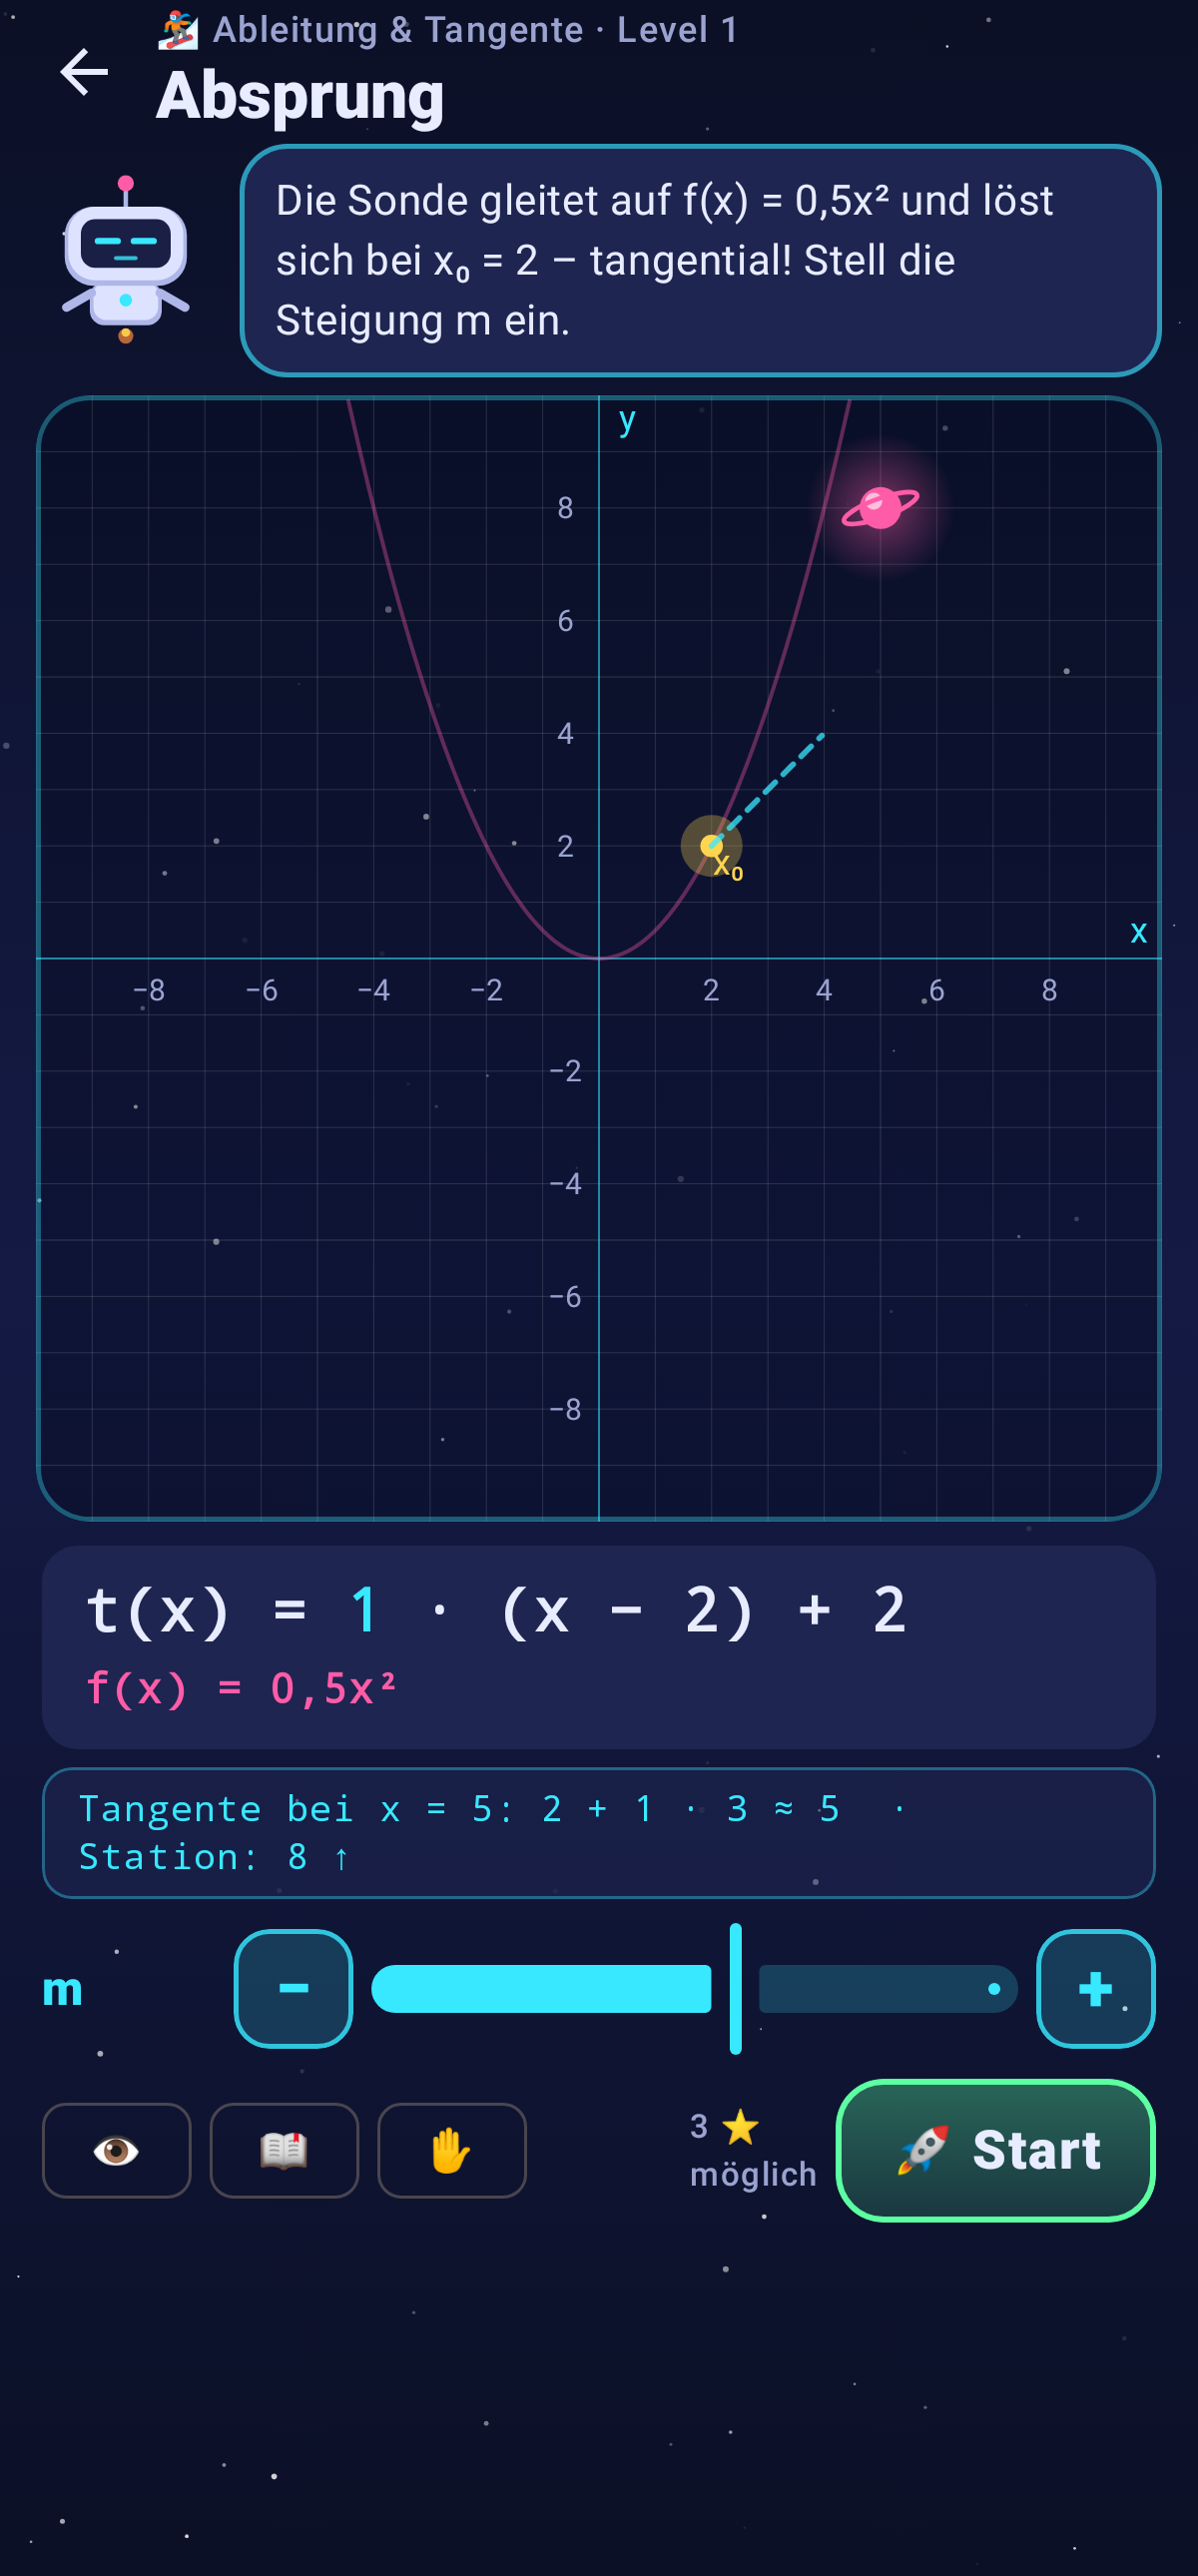 Ableitung & Tangente · Level 1
Absprung
Die Sonde gleitet auf f(x) = 0,5x² und löst
sich bei x₀ = 2 – tangential! Stell die
Steigung m ein.
y
8
6
4
2
x₀
x
−8 −6 −4 −2 2 4 6 8
−2
−4
−6
−8
t(x) = 1 · (x − 2) + 2
f(x) = 0,5x²
Tangente bei x = 5: 2 + 1 · 3 ≈ 5 ·
Station: 8 ↑
m
− +
3 ⭐
möglich
🚀 Start